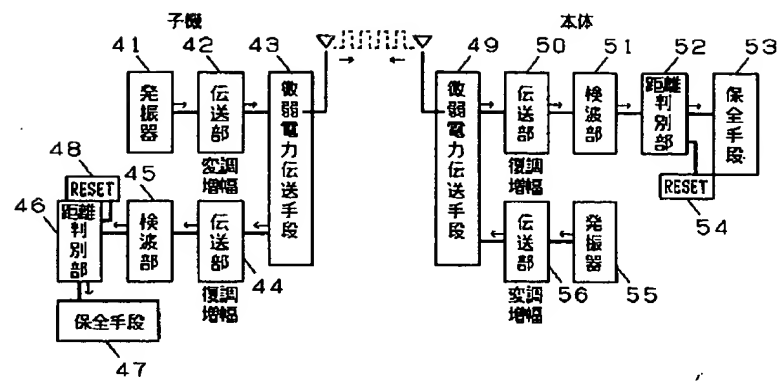 子機
本体
41
42
43
49
50
51
52
53
発振器
伝送部
変調
増幅
微弱電力伝送手段
微弱電力伝送手段
伝送部
復調
増幅
検波部
距離
判別部
保全手段
RESET
54
48
RESET
46
距離
判別部
45
検波部
伝送部
44
復調
増幅
保全手段
47
伝送部
56
変調
増幅
発振器
55